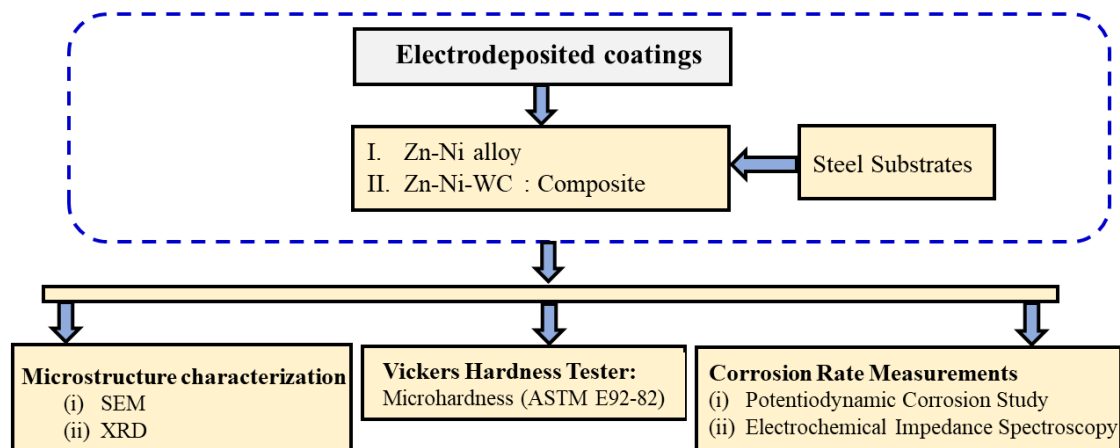 Electrodeposited coatings
I. Zn-Ni alloy
II. Zn-Ni-WC : Composite
Steel Substrates
Microstructure characterization
(i) SEM
(ii) XRD
Vickers Hardness Tester:
Microhardness (ASTM E92-82)
Corrosion Rate Measurements
(i) Potentiodynamic Corrosion Study
(ii) Electrochemical Impedance Spectroscopy